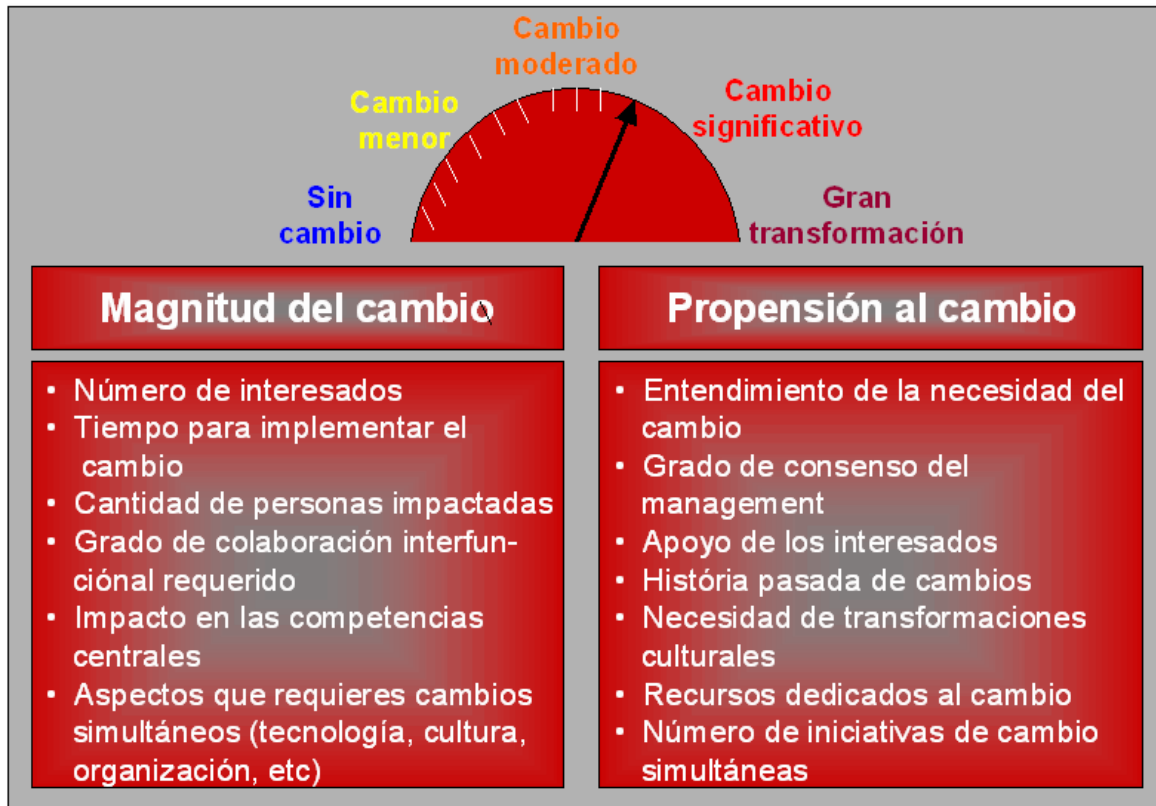 Cambio
moderado
Cambio
menor
Cambio
significativo
Sin
cambio
Gran
transformación
Magnitud del cambio
• Número de interesados
• Tiempo para implementar el
cambio
• Cantidad de personas impactadas
• Grado de colaboración interfun-
ciónal requerido
• Impacto en las competencias
centrales
• Aspectos que requieres cambios
simultáneos (tecnología, cultura,
organización, etc)
Propensión al cambio
• Entendimiento de la necesidad del
cambio
• Grado de consenso del
management
• Apoyo de los interesados
• História pasada de cambios
• Necesidad de transformaciones
culturales
• Recursos dedicados al cambio
• Número de iniciativas de cambio
simultáneas